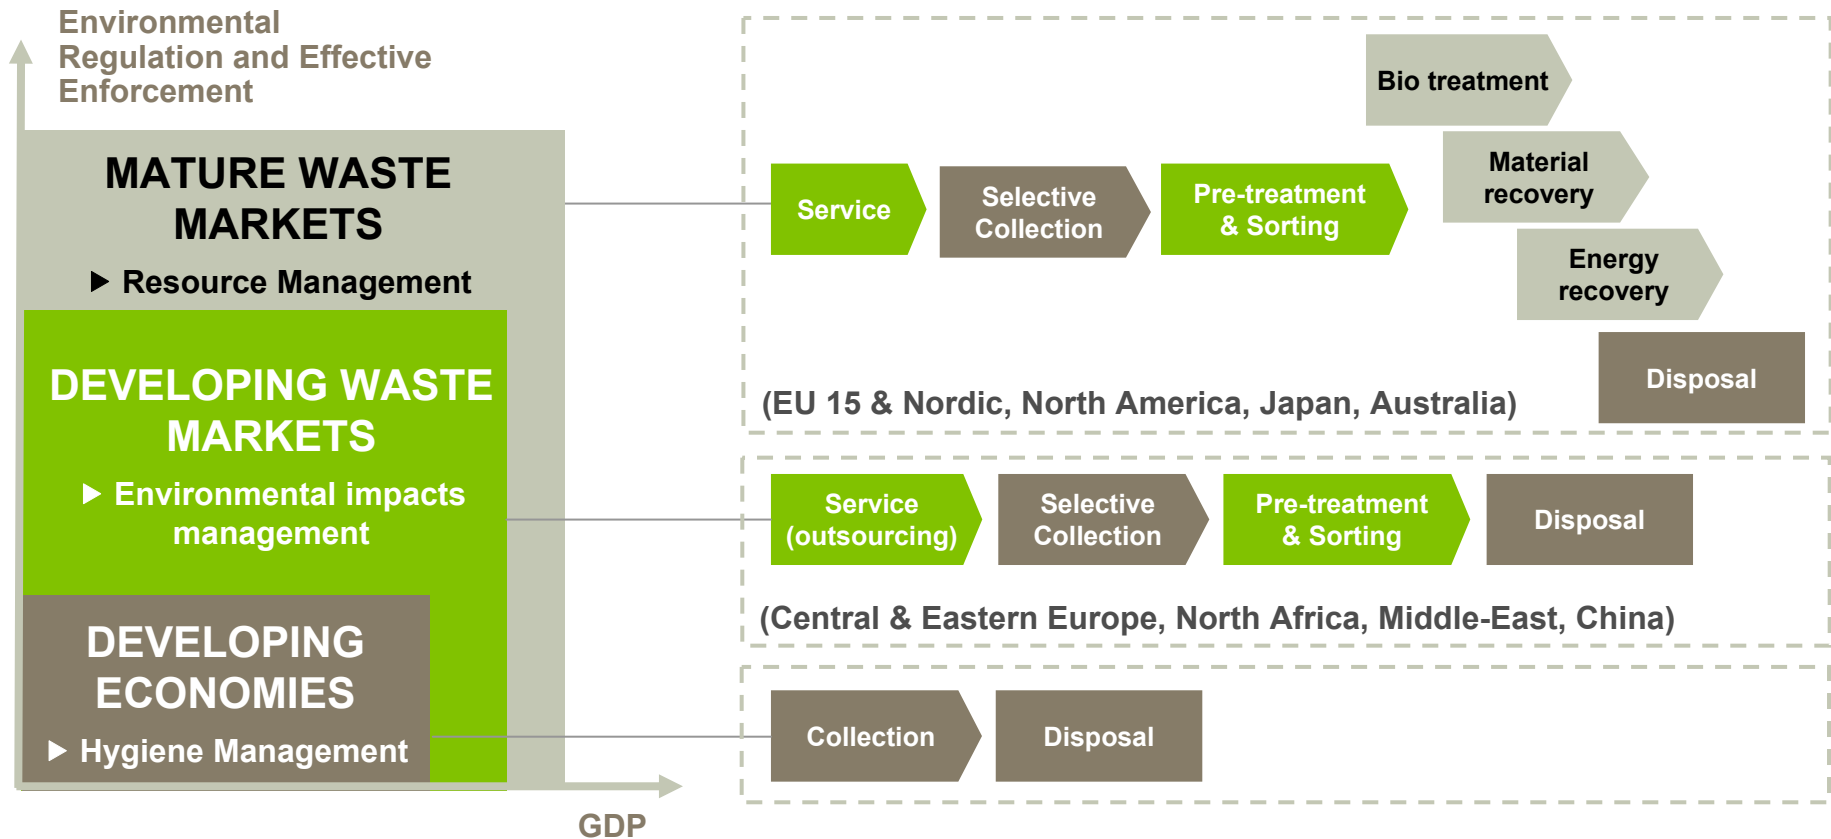 Environmental
Regulation and Effective
Enforcement
MATURE WASTE
MARKETS
Resource Management
DEVELOPING WASTE
MARKETS
Environmental impacts
management
DEVELOPING
ECONOMIES
Hygiene Management
GDP
Service
Selective
Collection
Pre-treatment
& Sorting
Bio treatment
Material
recovery
Energy
recovery
Disposal
(EU 15 & Nordic, North America, Japan, Australia)
Service
(outsourcing)
Selective
Collection
Pre-treatment
& Sorting
Disposal
(Central & Eastern Europe, North Africa, Middle-East, China)
Collection
Disposal